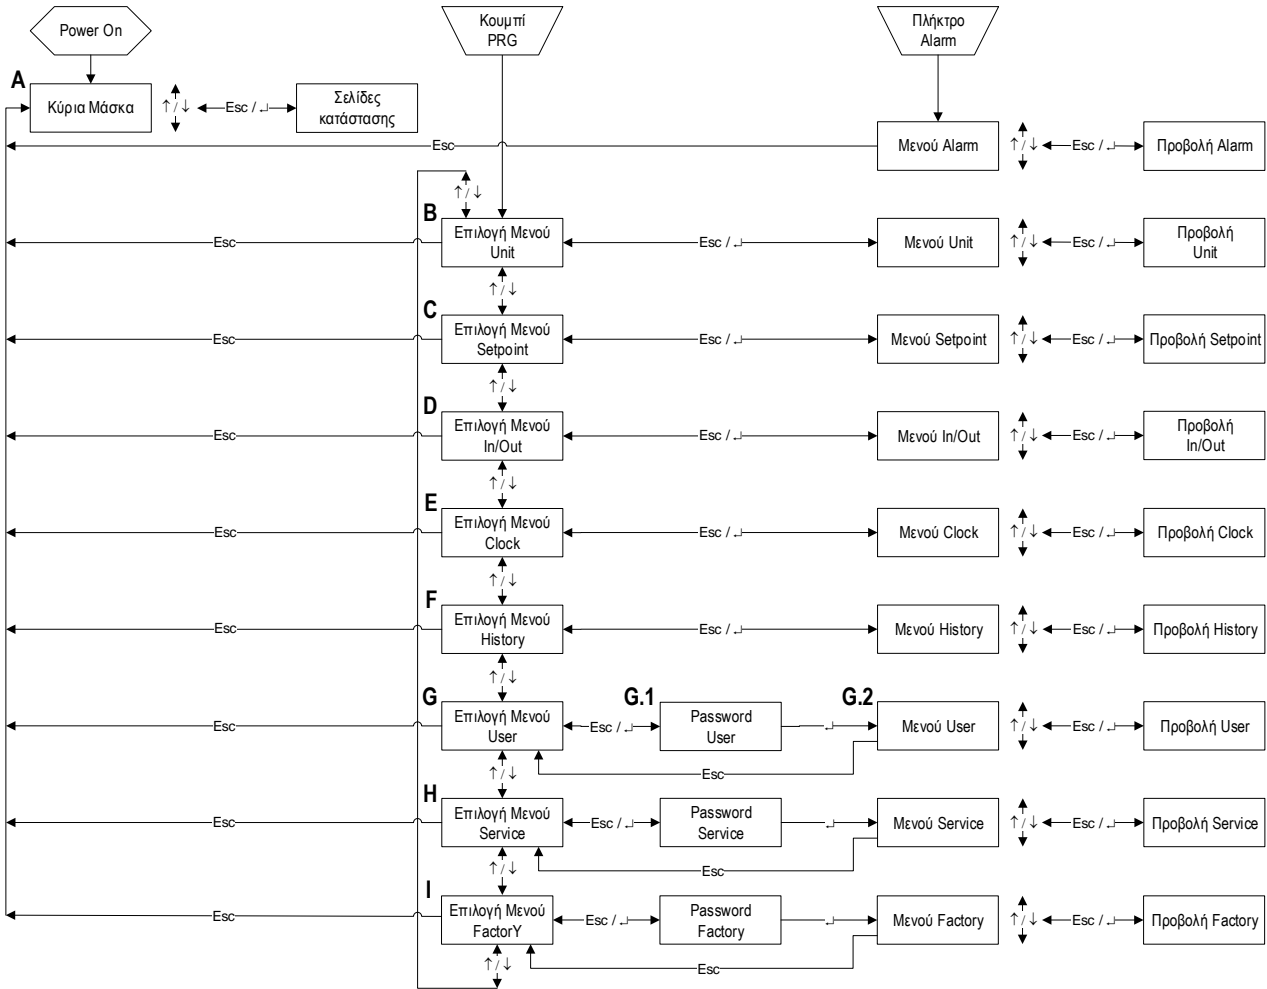 Power On
Κουμπί
PRG
Πλήκτρο
Alarm
A
Κύρια Μάσκα
↑/↓
Esc / ↵
Σελίδες
κατάστασης
Esc
Μενού Alarm
↑/↓
Esc / ↵
Προβολή Alarm
↑/↓
B
Esc
Επιλογή Μενού
Unit
Esc / ↵
Μενού Unit
↑/↓
Esc / ↵
Προβολή
Unit
↑/↓
C
Esc
Επιλογή Μενού
Setpoint
Esc / ↵
Μενού Setpoint
↑/↓
Esc / ↵
Προβολή Setpoint
↑/↓
D
Esc
Επιλογή Μενού
In/Out
Esc / ↵
Μενού In/Out
↑/↓
Esc / ↵
Προβολή
In/Out
↑/↓
E
Esc
Επιλογή Μενού
Clock
Esc / ↵
Μενού Clock
↑/↓
Esc / ↵
Προβολή Clock
↑/↓
F
Esc
Επιλογή Μενού
History
Esc / ↵
Μενού History
↑/↓
Esc / ↵
Προβολή History
↑/↓
G
Esc
Επιλογή Μενού
User
Esc / ↵
G.1
Password
User
↵
G.2
Μενού User
↑/↓
Esc / ↵
Προβολή User
Esc
↑/↓
H
Esc
Επιλογή Μενού
Service
Esc / ↵
Password
Service
↵
Μενού Service
↑/↓
Esc / ↵
Προβολή Service
Esc
↑/↓
I
Esc
Επιλογή Μενού
FactorY
Esc / ↵
Password
Factory
↵
Μενού Factory
↑/↓
Esc / ↵
Προβολή Factory
Esc
↑/↓